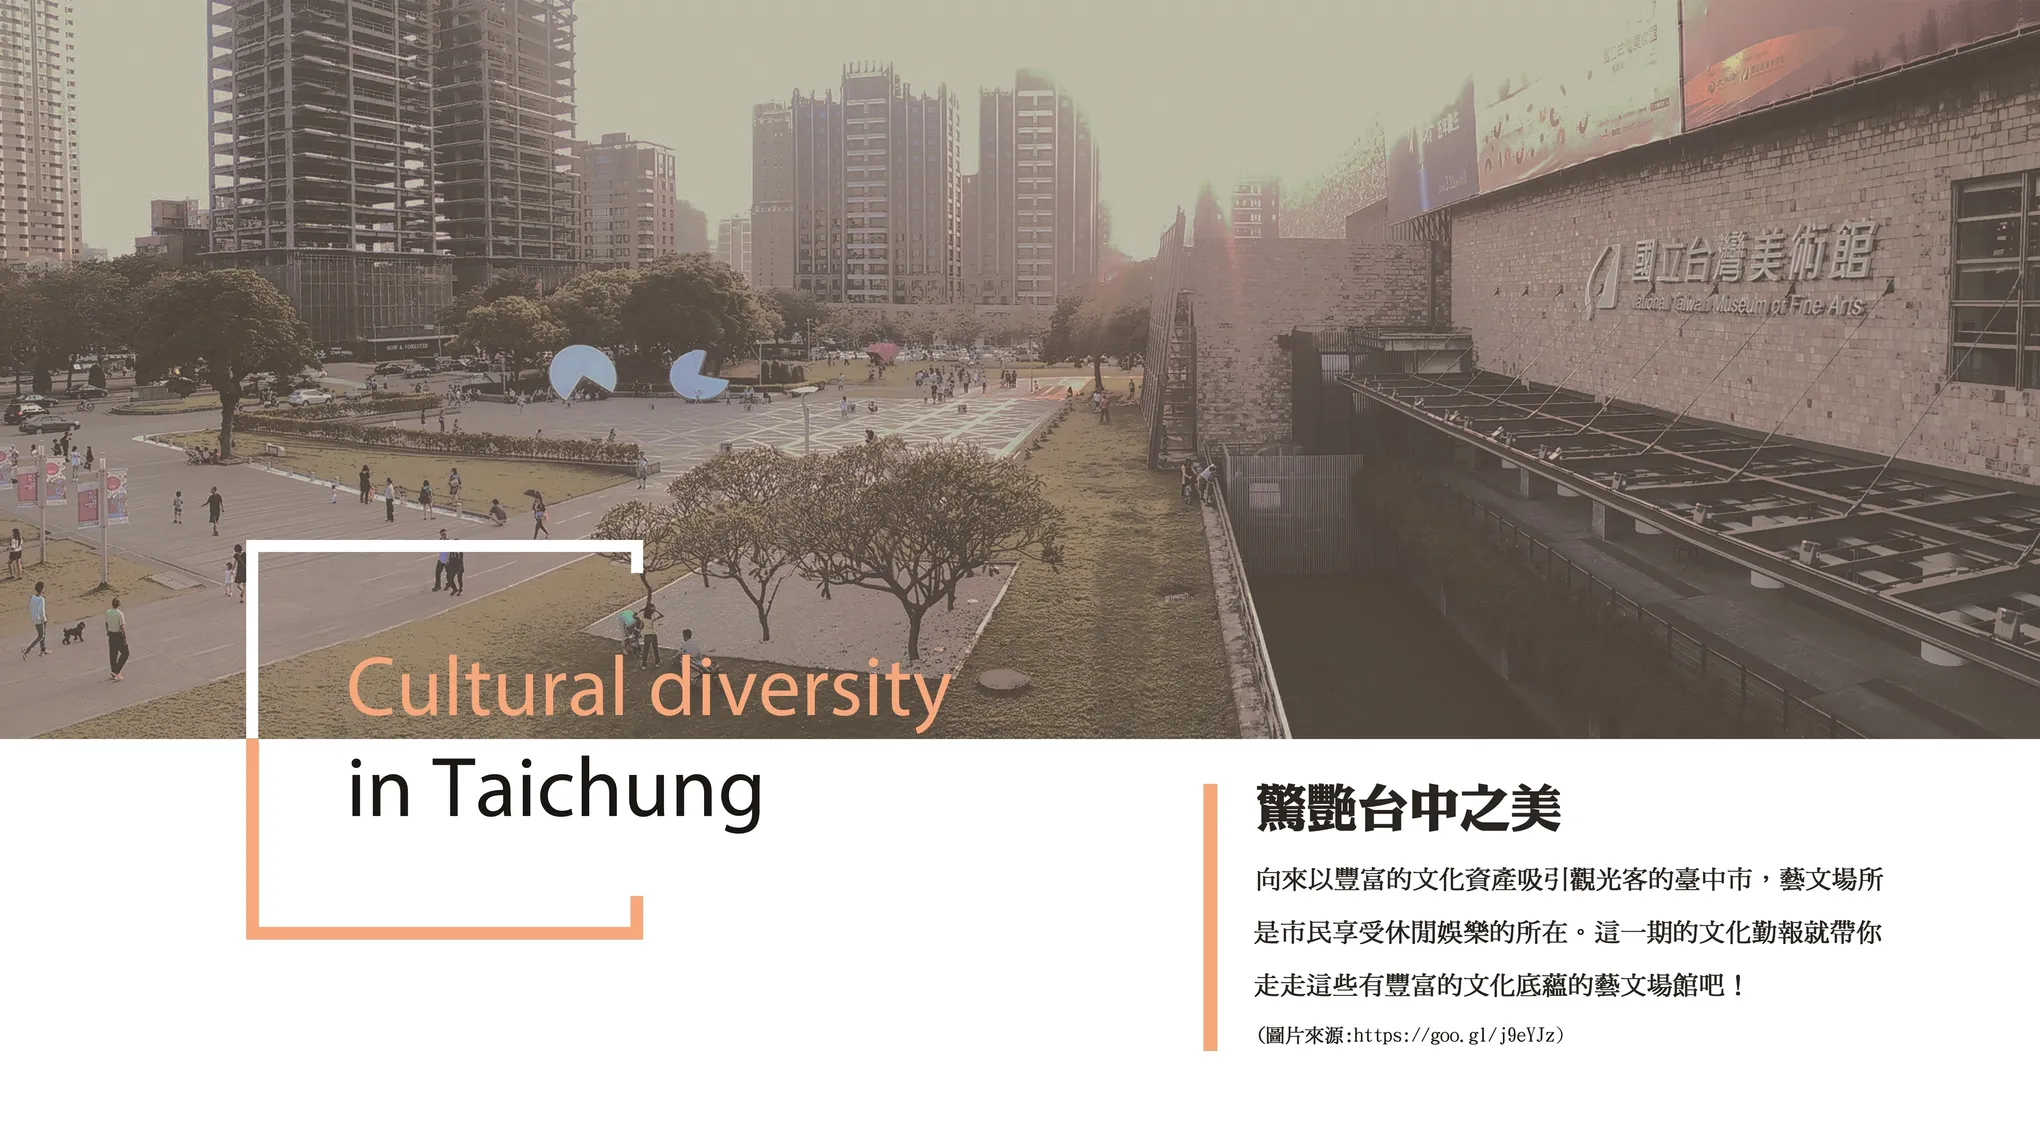 國立台灣美術館
National Taiwan Museum of Fine Arts
NOW & FOREVER
Cultural diversity
in Taichung
驚艷台中之美
向來以豐富的文化資產吸引觀光客的臺中市，藝文場所
是市民享受休閒娛樂的所在。這一期的文化勤報就帶你
走走這些有豐富的文化底蘊的藝文場館吧！
(圖片來源:https://goo.gl/j9eYJz)